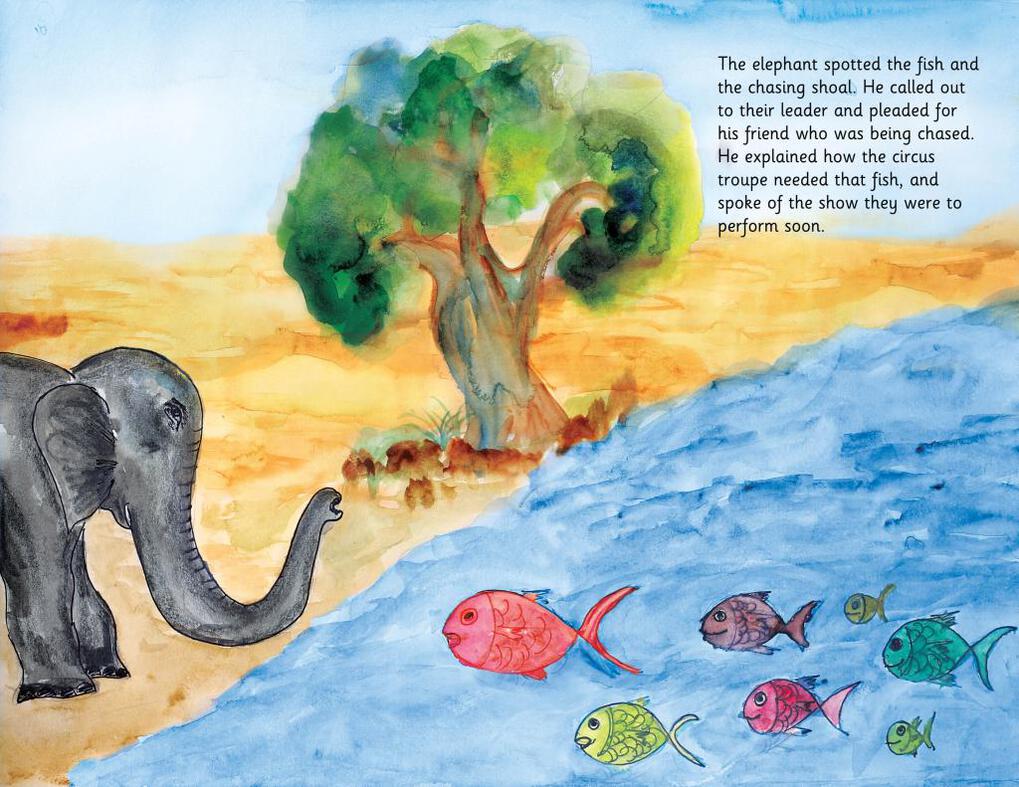 The elephant spotted the fish and
the chasing shoal. He called out
to their leader and pleaded for
his friend who was being chased.
He explained how the circus
troupe needed that fish, and
spoke of the show they were to
perform soon.